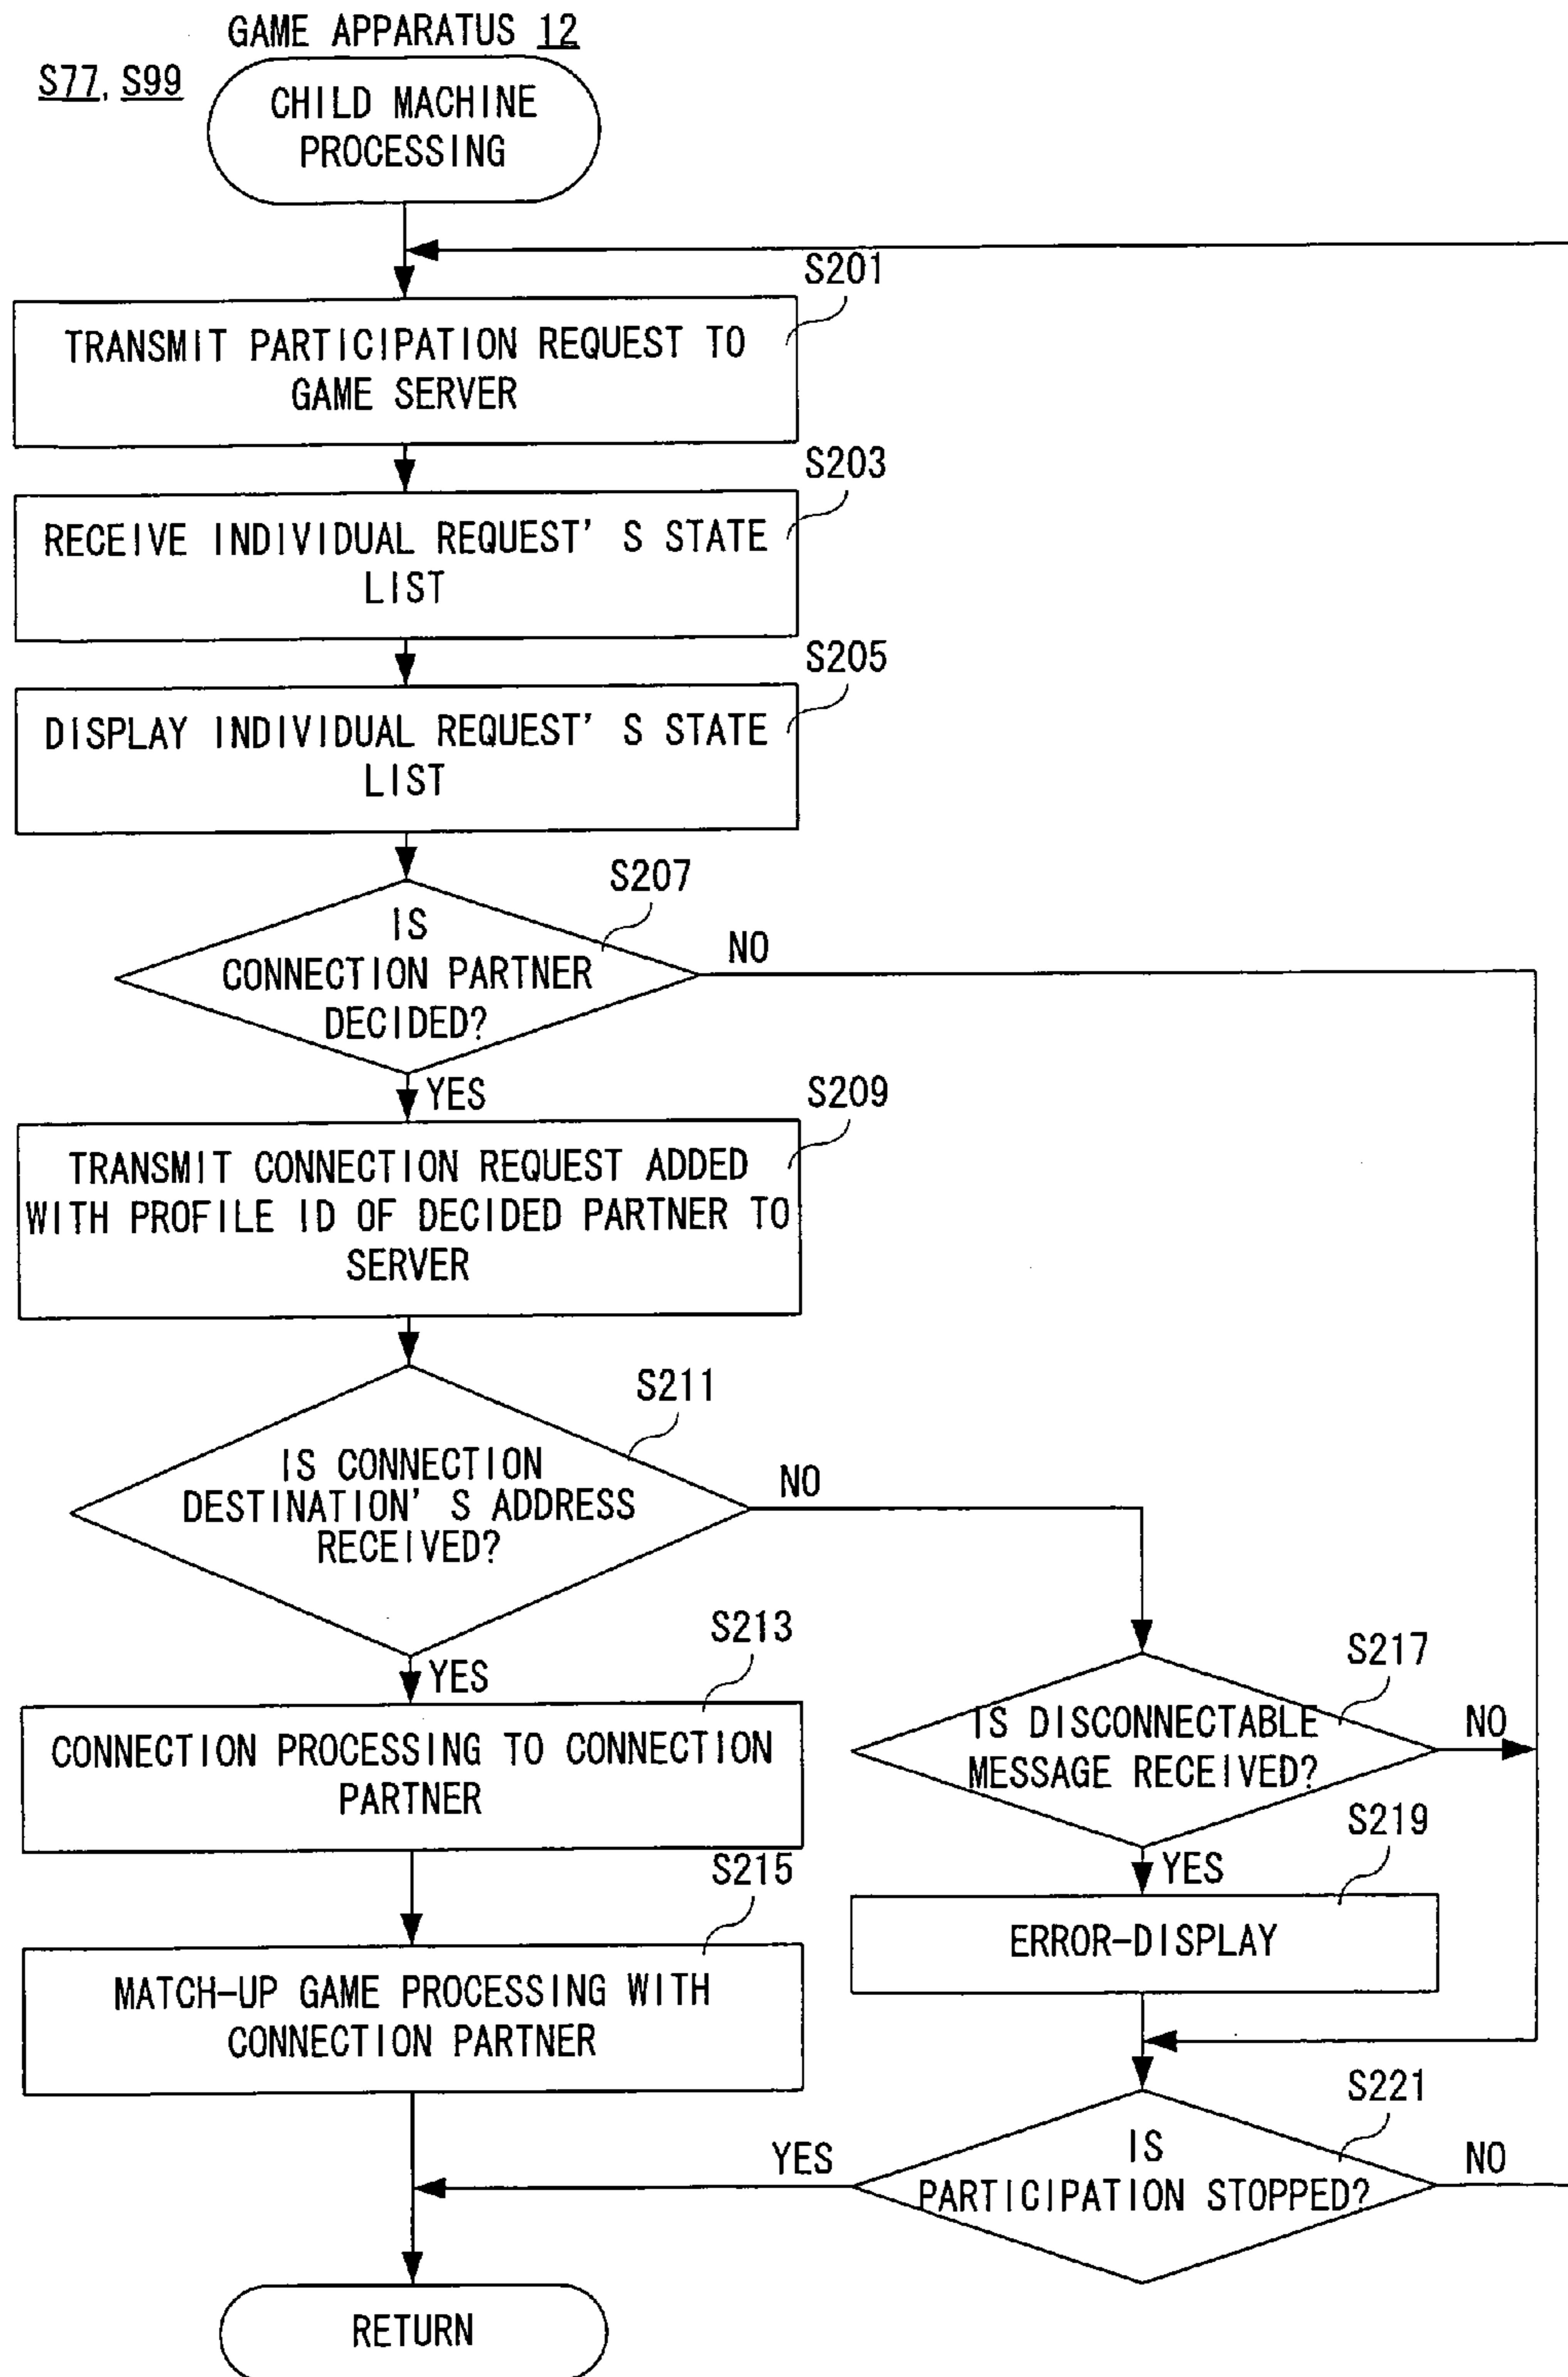 GAME APPARATUS 12
S77, S99
CHILD MACHINE
PROCESSING
S201
TRANSMIT PARTICIPATION REQUEST TO
GAME SERVER
S203
RECEIVE INDIVIDUAL REQUEST'S STATE
LIST
S205
DISPLAY INDIVIDUAL REQUEST'S STATE
LIST
S207
IS
CONNECTION PARTNER
DECIDED?
NO
YES
S209
TRANSMIT CONNECTION REQUEST ADDED
WITH PROFILE ID OF DECIDED PARTNER TO
SERVER
S211
IS CONNECTION
DESTINATION'S ADDRESS
RECEIVED?
NO
YES
S213
CONNECTION PROCESSING TO CONNECTION
PARTNER
S217
IS DISCONNECTABLE
MESSAGE RECEIVED?
NO
YES
S215
MATCH-UP GAME PROCESSING WITH
CONNECTION PARTNER
S219
ERROR-DISPLAY
S221
IS
PARTICIPATION STOPPED?
YES
NO
RETURN